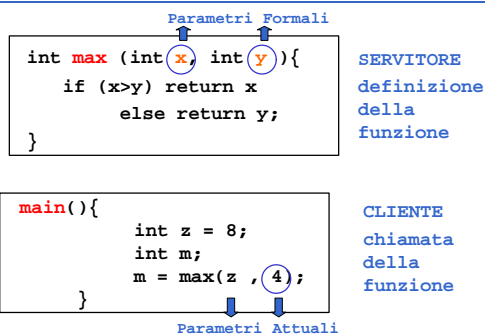 Parametri Formali
int max (int x, int y ){
if (x>y) return x
else return y;
}
SERVITORE
definizione
della
funzione
main(){
int z = 8;
int m;
m = max(z , 4);
}
CLIENTE
chiamata
della
funzione
Parametri Attuali